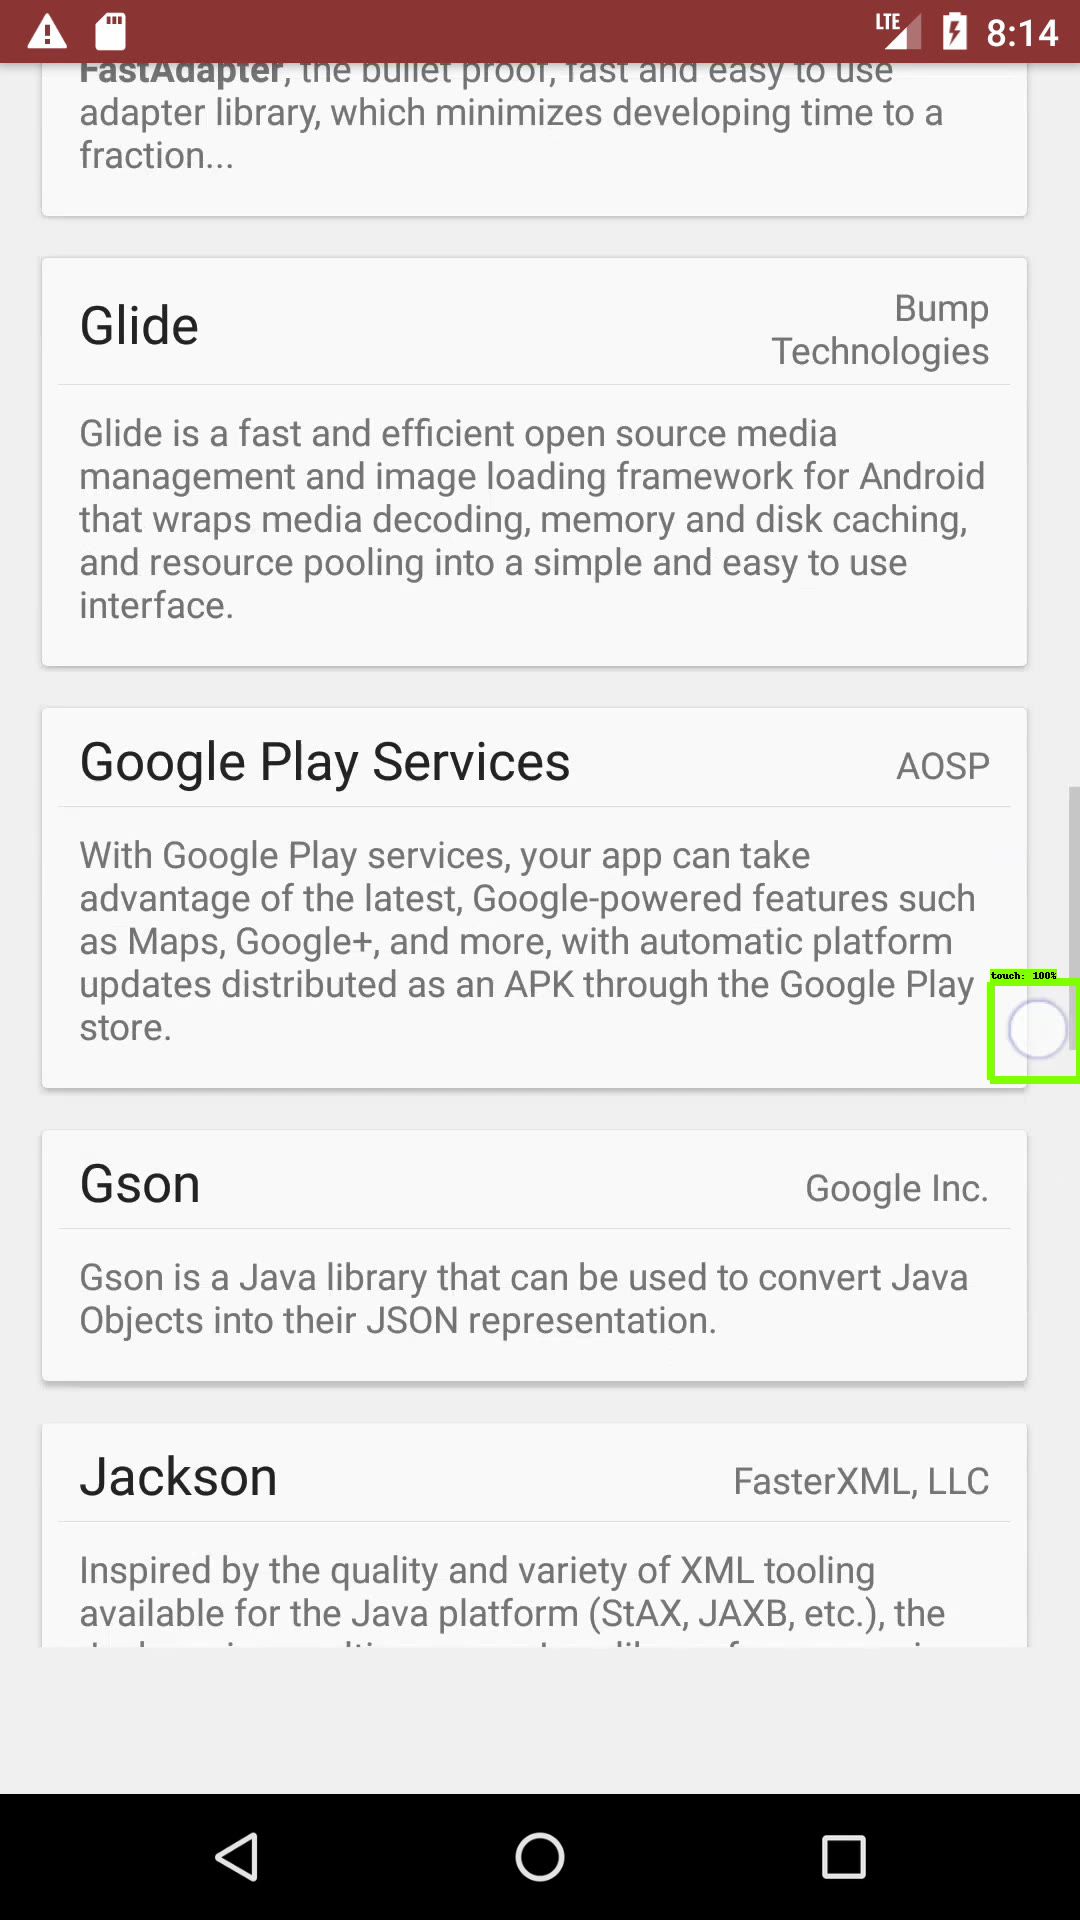 LTE 8:14
FastAdapter, the bullet proof, fast and easy to use
adapter library, which minimizes developing time to a
fraction...
Glide
Bump
Technologies
Glide is a fast and efficient open source media
management and image loading framework for Android
that wraps media decoding, memory and disk caching,
and resource pooling into a simple and easy to use
interface.
Google Play Services
AOSP
With Google Play services, your app can take
advantage of the latest, Google-powered features such
as Maps, Google+, and more, with automatic platform
updates distributed as an APK through the Google Play
store.
touch: 100%
Gson
Google Inc.
Gson is a Java library that can be used to convert Java
Objects into their JSON representation.
Jackson
FasterXML, LLC
Inspired by the quality and variety of XML tooling
available for the Java platform (StAX, JAXB, etc.), the